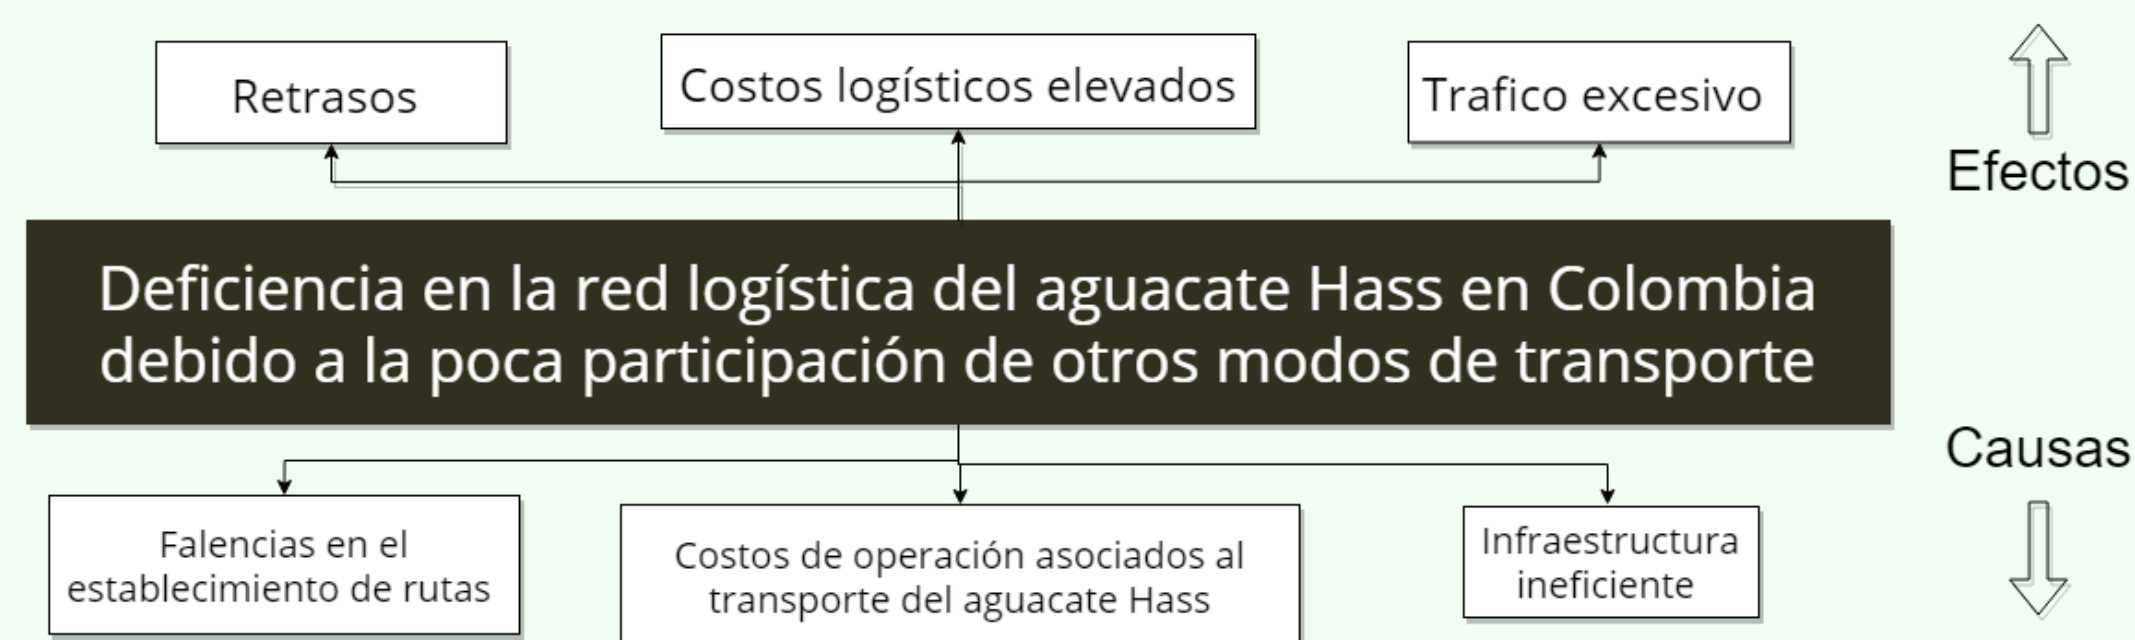 Retrasos
Costos logísticos elevados
Trafico excesivo
Efectos
Deficiencia en la red logística del aguacate Hass en Colombia
debido a la poca participación de otros modos de transporte
Causas
Falencias en el
establecimiento de rutas
Costos de operación asociados al
transporte del aguacate Hass
Infraestructura
ineficiente